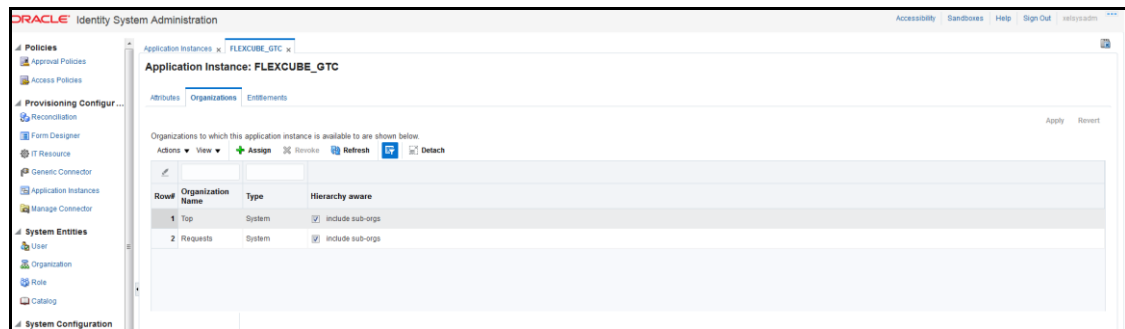 ORACLE Identity System Administration
Accessibility Sandboxes Help Sign Out xelsysadm
Policies
Approval Policies
Access Policies
Provisioning Configur...
Reconciliation
Form Designer
IT Resource
Generic Connector
Application Instances
Manage Connector
System Entities
User
Organization
Role
Catalog
System Configuration
Application Instances x FLEXCUBE_GTC x
Application Instance: FLEXCUBE_GTC
Attributes Organizations Entitlements
Apply Revert
Organizations to which this application instance is available to are shown below.
Actions View Assign Revoke Refresh Detach
Row# Organization Name Type Hierarchy aware
1 Top System include sub-orgs
2 Requests System include sub-orgs